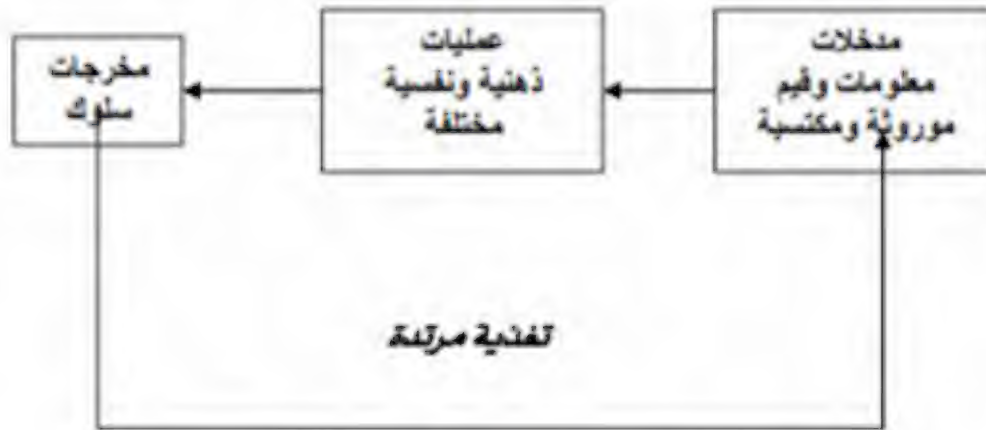 مدخلات
معلومات وقيم
موروثة ومكتسبة
عمليات
ذهنية ونفسية
مختلفة
مخرجات
سلوك
تغذية مرتدة